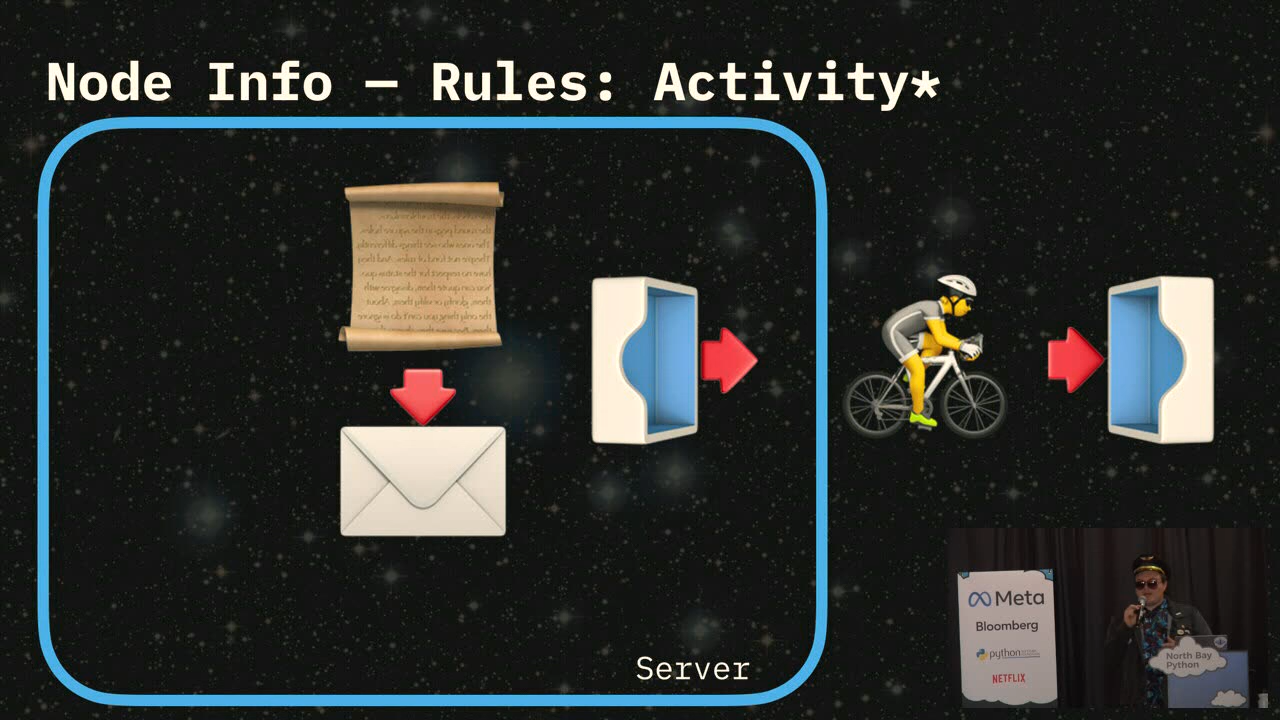 Node Info — Rules: Activity*
Server
Meta
Bloomberg
python
NETFLIX
North Bay
Python